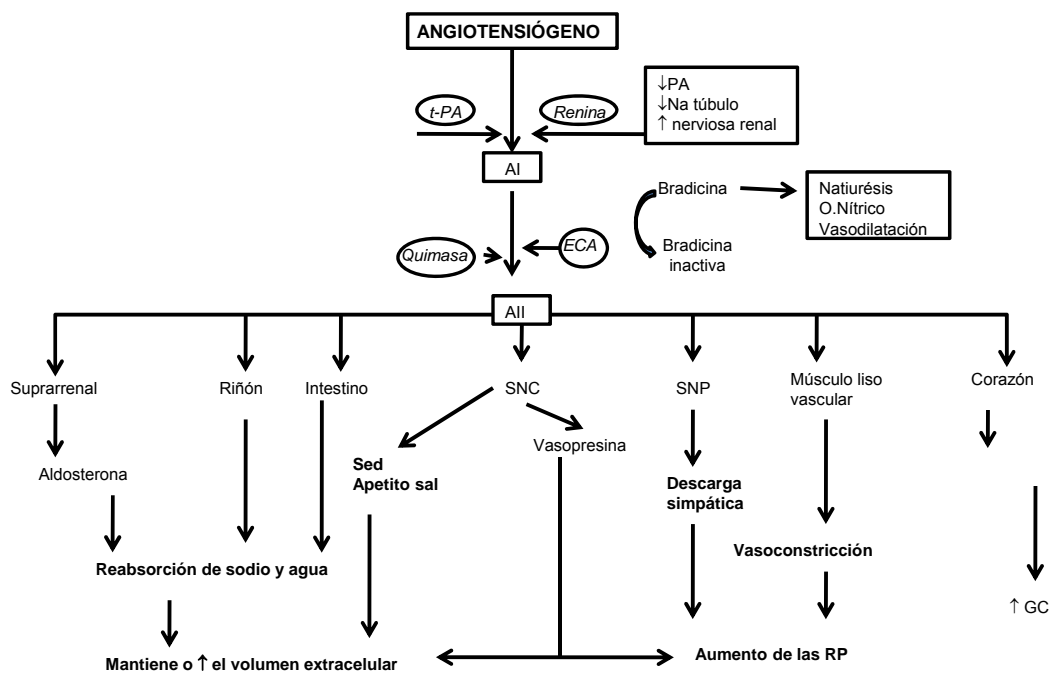 ANGIOTENSIÓGENO
t-PA
Renina
↓PA
↓Na túbulo
↑ nerviosa renal
AI
Bradicina
Natiurésis
O.Nítrico
Vasodilatación
Quimasa
ECA
Bradicina
inactiva
AII
Suprarrenal
Riñón
Intestino
SNC
SNP
Músculo liso
vascular
Corazón
Aldosterona
Sed
Apetito sal
Vasopresina
Descarga
simpática
Vasoconstricción
Reabsorción de sodio y agua
↑ GC
Mantiene o ↑ el volumen extracelular
Aumento de las RP